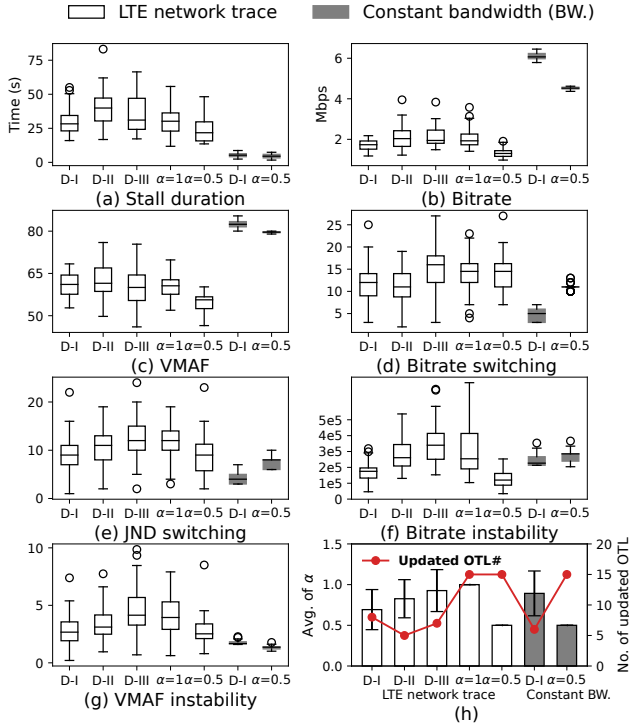 LTE network trace Constant bandwidth (BW.)
Time (s)
75
50
25
0
D-I D-II D-III α=1 α=0.5 D-I α=0.5
(a) Stall duration
Mbps
6
4
2
D-I D-II D-III α=1 α=0.5 D-I α=0.5
(b) Bitrate
80
65
50
D-I D-II D-III α=1 α=0.5 D-I α=0.5
(c) VMAF
25
20
15
10
5
D-I D-II D-III α=1 α=0.5 D-I α=0.5
(d) Bitrate switching
20
10
0
D-I D-II D-III α=1 α=0.5 D-I α=0.5
(e) JND switching
4e5
3e5
2e5
1e5
0
D-I D-II D-III α=1 α=0.5 D-I α=0.5
(f) Bitrate instability
10
5
0
D-I D-II D-III α=1 α=0.5 D-I α=0.5
(g) VMAF instability
Avg. of α
1.5
1.0
0.5
0.0
Updated OTL#
20
15
10
5
0
No. of updated OTL
D-I D-II D-III α=1 α=0.5 D-I α=0.5
LTE network trace Constant BW.
(h)